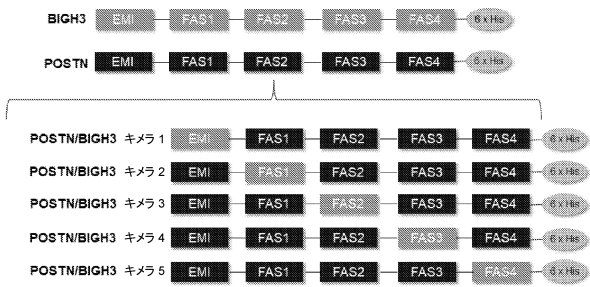 BIGH3 EMI FAS1 FAS2 FAS3 FAS4 6 x His
POSTN EMI FAS1 FAS2 FAS3 FAS4 6 x His
POSTN/BIGH3 キメラ 1 EMI FAS1 FAS2 FAS3 FAS4 6 x His
POSTN/BIGH3 キメラ 2 EMI FAS1 FAS2 FAS3 FAS4 6 x His
POSTN/BIGH3 キメラ 3 EMI FAS1 FAS2 FAS3 FAS4 6 x His
POSTN/BIGH3 キメラ 4 EMI FAS1 FAS2 FAS3 FAS4 6 x His
POSTN/BIGH3 キメラ 5 EMI FAS1 FAS2 FAS3 FAS4 6 x His